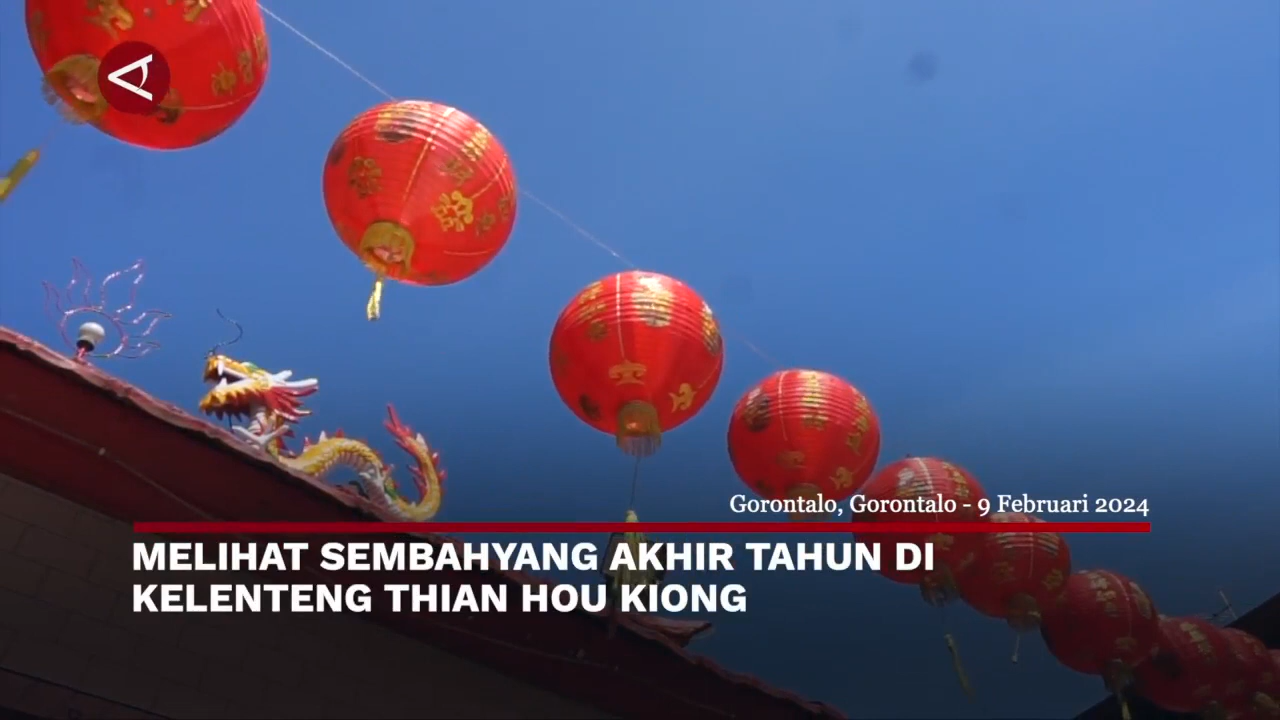 Gorontalo, Gorontalo - 9 Februari 2024
MELIHAT SEMBAHYANG AKHIR TAHUN DI
KELENTENG THIAN HOU KIONG